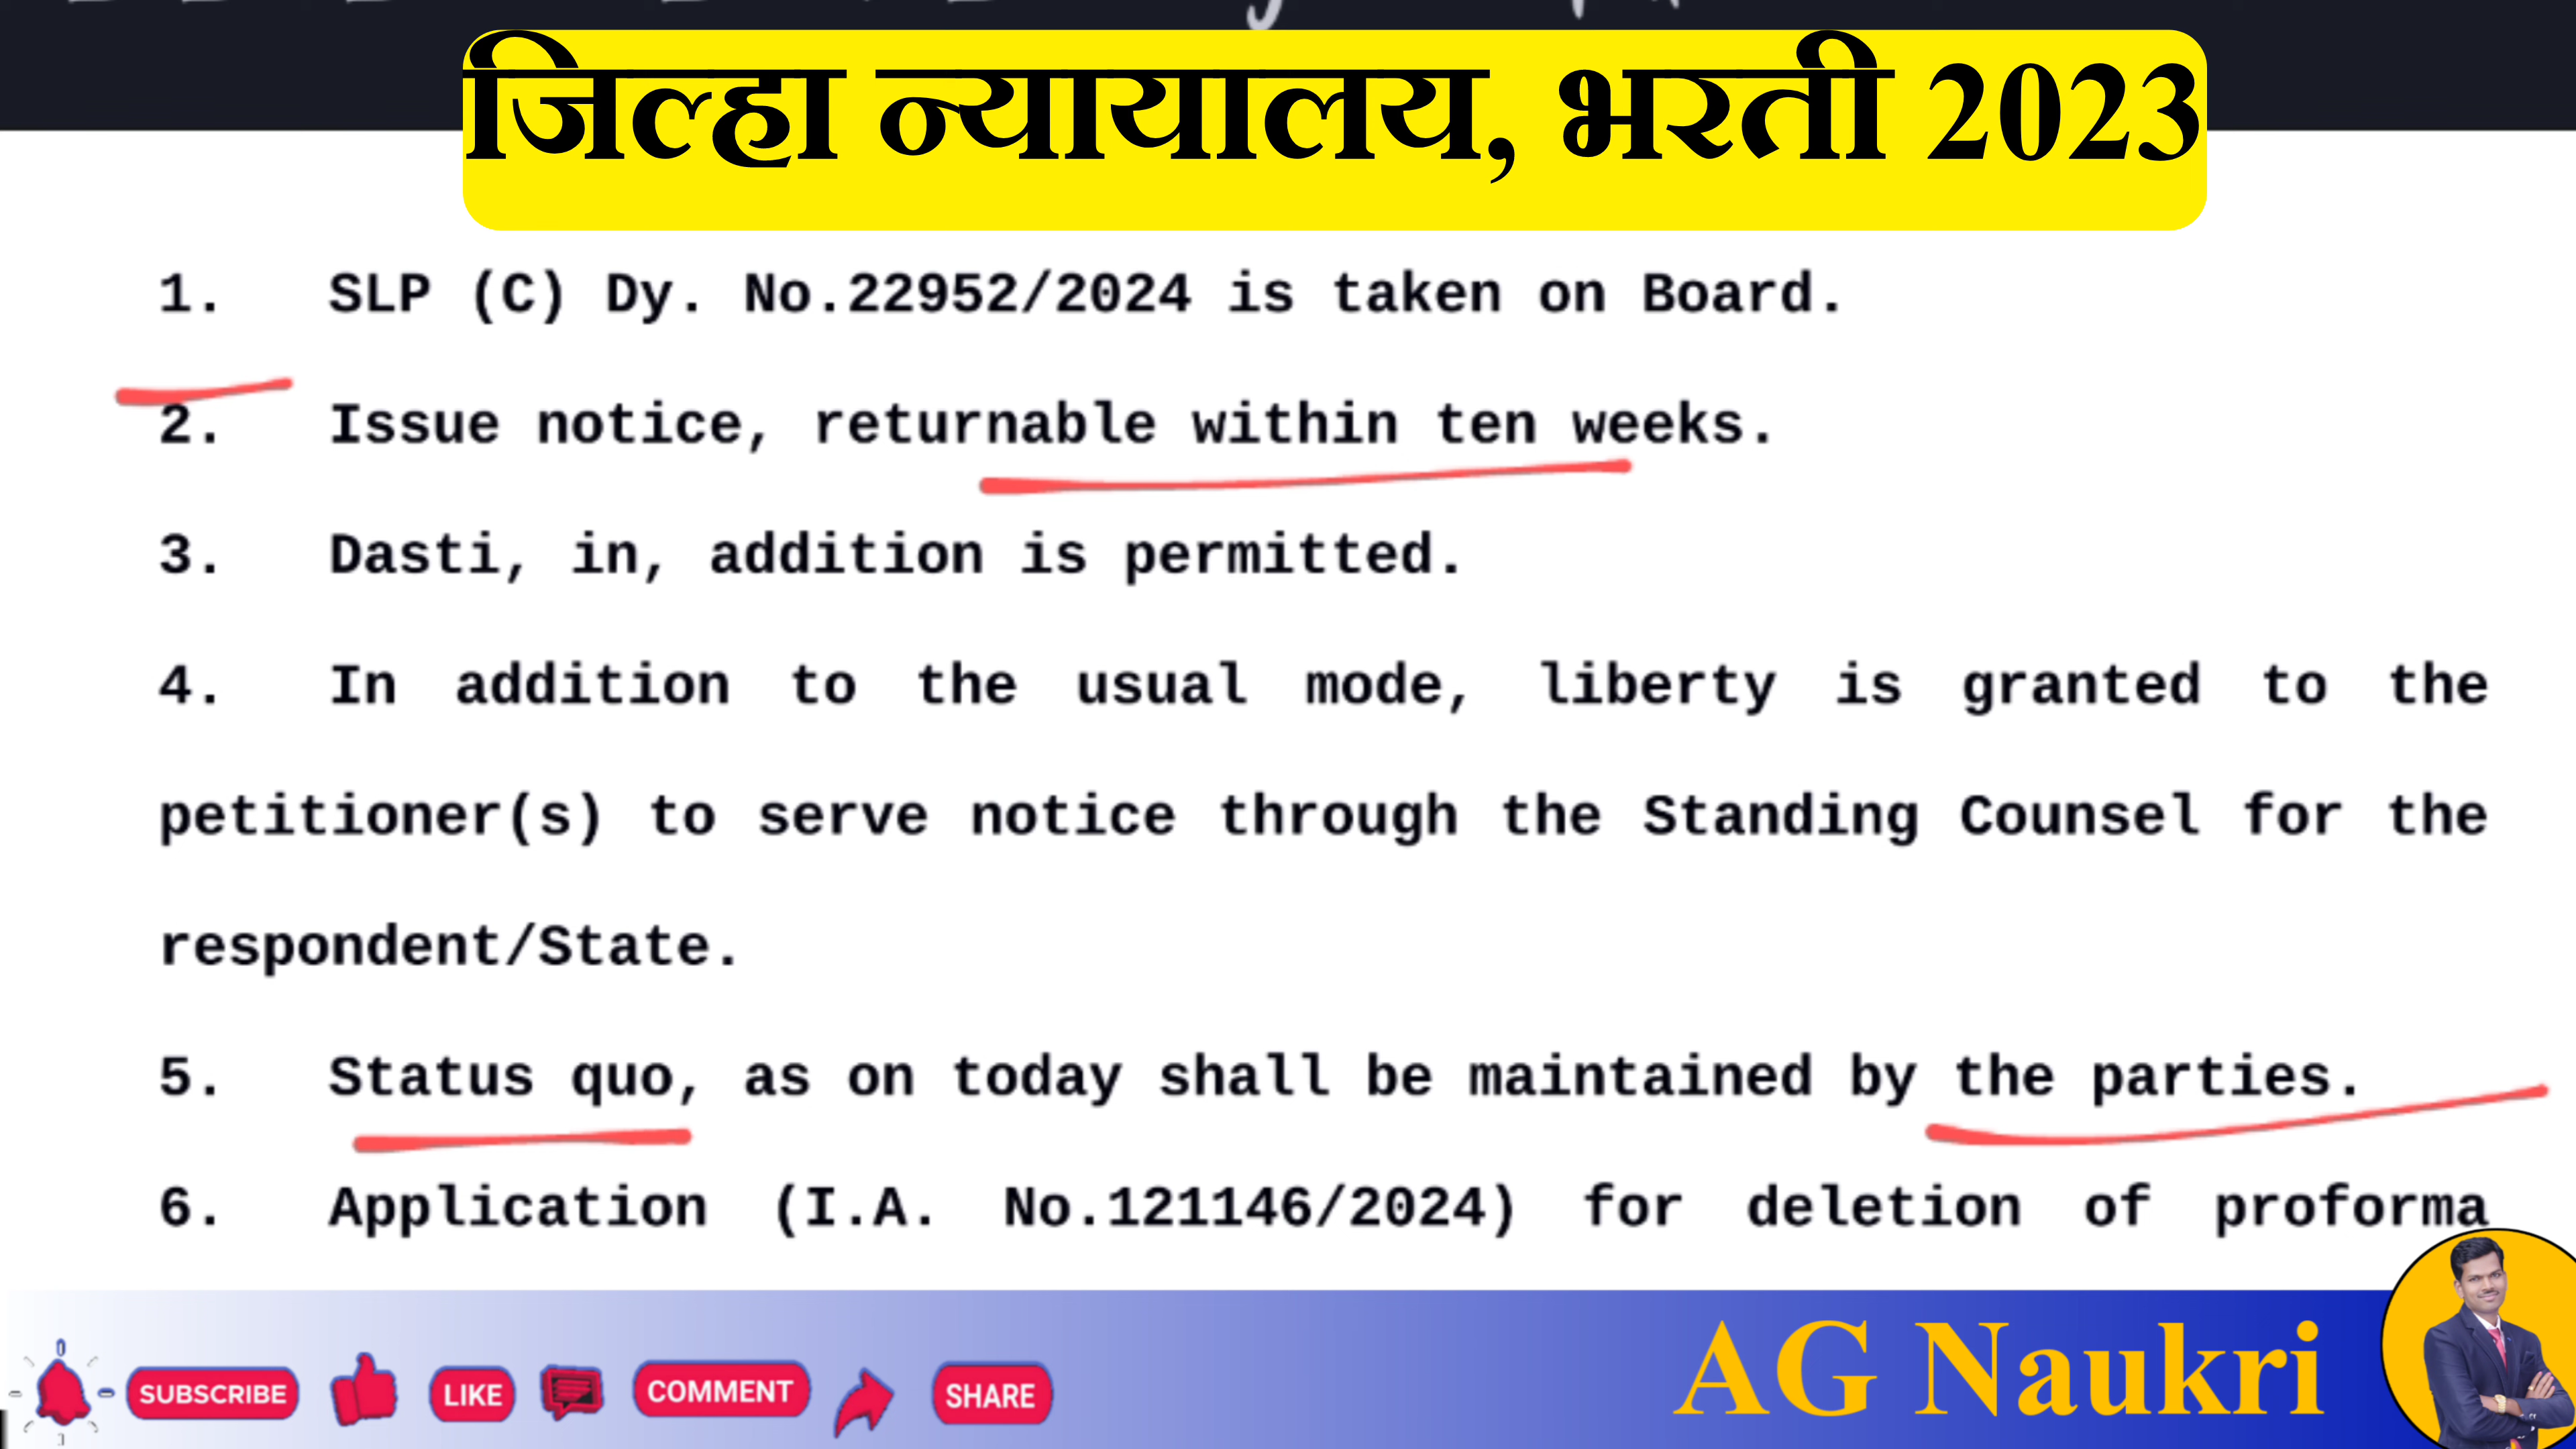 जिल्हा न्यायालय, भरती 2023
1. SLP (C) Dy. No.22952/2024 is taken on Board.
2. Issue notice, returnable within ten weeks.
3. Dasti, in, addition is permitted.
4. In addition to the usual mode, liberty is granted to the
petitioner(s) to serve notice through the Standing Counsel for the
respondent/State.
5. Status quo, as on today shall be maintained by the parties.
6. Application (I.A. No.121146/2024) for deletion of proforma
SUBSCRIBE LIKE COMMENT SHARE
AG Naukri